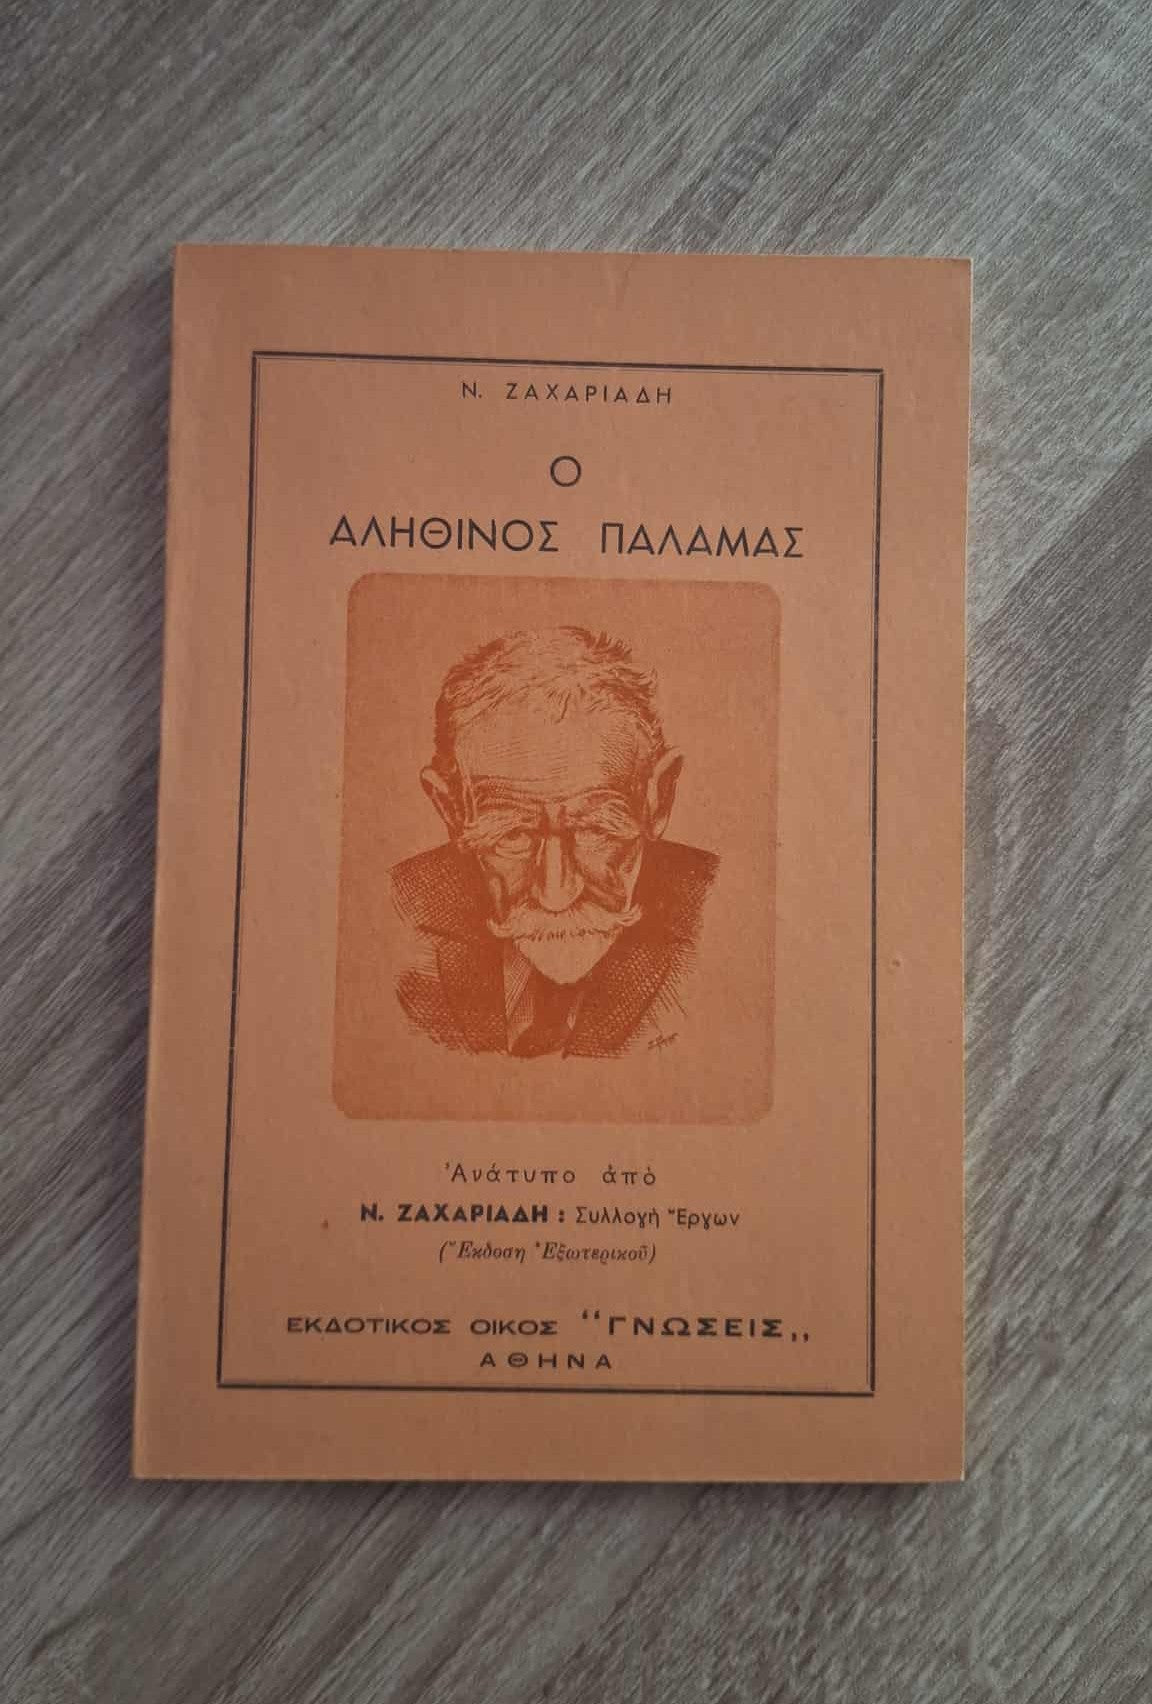 Ν. ΖΑΧΑΡΙΑΔΗ
Ο
ΑΛΗΘΙΝΟΣ ΠΑΛΑΜΑΣ
Ἀνάτυπο ἀπὸ
Ν. ΖΑΧΑΡΙΑΔΗ: Συλλογὴ Ἔργων
(Ἔκδοση Ἐξωτερικοῦ)
ΕΚΔΟΤΙΚΟΣ ΟΙΚΟΣ "ΓΝΩΣΕΙΣ,,
ΑΘΗΝΑ